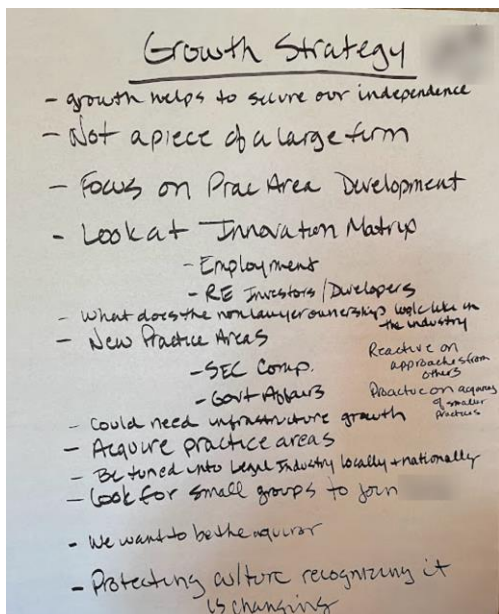 Growth Strategy
- growth helps to secure our independence
- Not a piece of a large firm
- Focus on Prac Area Development
- Look at Innovation Matrix
- Employment
- RE Investors/Developers
- What does the nonlawyer ownership look like in
the industry
- New Practice Areas
- SEC Comp.
- Govt Affairs
Reactive on
approaches from
others
Proactive on acquiring
of smaller
practices
- Could need infrastructure growth
- Acquire practice areas
- Be tuned into Legal Industry locally + nationally
- Look for small groups to join
- We want to be the aquiror
- Protecting culture recognizing it
is changing